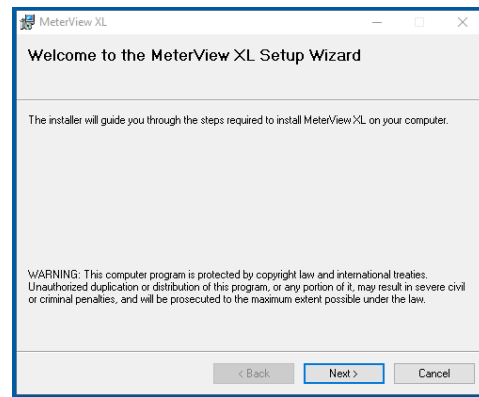 MeterView XL
Welcome to the MeterView XL Setup Wizard
The installer will guide you through the steps required to install MeterView XL on your computer.
WARNING: This computer program is protected by copyright law and international treaties.
Unauthorized duplication or distribution of this program, or any portion of it, may result in severe civil
or criminal penalties, and will be prosecuted to the maximum extent possible under the law.
< Back Next > Cancel